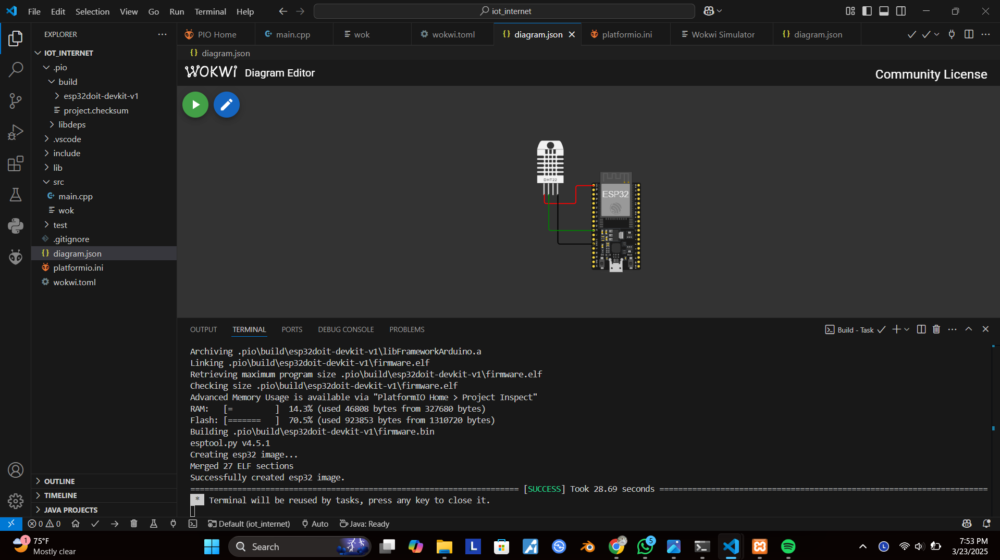 File Edit Selection View Go Run Terminal Help
iot_internet
EXPLORER
IOT_INTERNET
.pio
build
esp32doit-devkit-v1
project.checksum
libdeps
.vscode
include
lib
src
main.cpp
wok
test
.gitignore
diagram.json
platformio.ini
wokwi.toml
OUTLINE
TIMELINE
JAVA PROJECTS
PIO Home
main.cpp
wok
wokwi.toml
diagram.json
platformio.ini
Wokwi Simulator
diagram.json
diagram.json
WOKWi Diagram Editor
Community License
DHT22
ESP32
OUTPUT TERMINAL PORTS DEBUG CONSOLE PROBLEMS
Build - Task
Archiving .pio\build\esp32doit-devkit-v1\libFrameworkArduino.a
Linking .pio\build\esp32doit-devkit-v1\firmware.elf
Retrieving maximum program size .pio\build\esp32doit-devkit-v1\firmware.elf
Checking size .pio\build\esp32doit-devkit-v1\firmware.elf
Advanced Memory Usage is available via "PlatformIO Home > Project Inspect"
RAM:   [=         ]  14.3% (used 46808 bytes from 327680 bytes)
Flash: [=======   ]  70.5% (used 923853 bytes from 1310720 bytes)
Building .pio\build\esp32doit-devkit-v1\firmware.bin
esptool.py v4.5.1
Creating esp32 image...
Merged 27 ELF sections
Successfully created esp32 image.
====================================================================== [SUCCESS] Took 28.69 seconds ======================================================================
* Terminal will be reused by tasks, press any key to close it.
0 0 Default (iot_internet) Auto Java: Ready
1
75°F
Mostly clear
Search
L
5
L
7:53 PM
3/23/2025